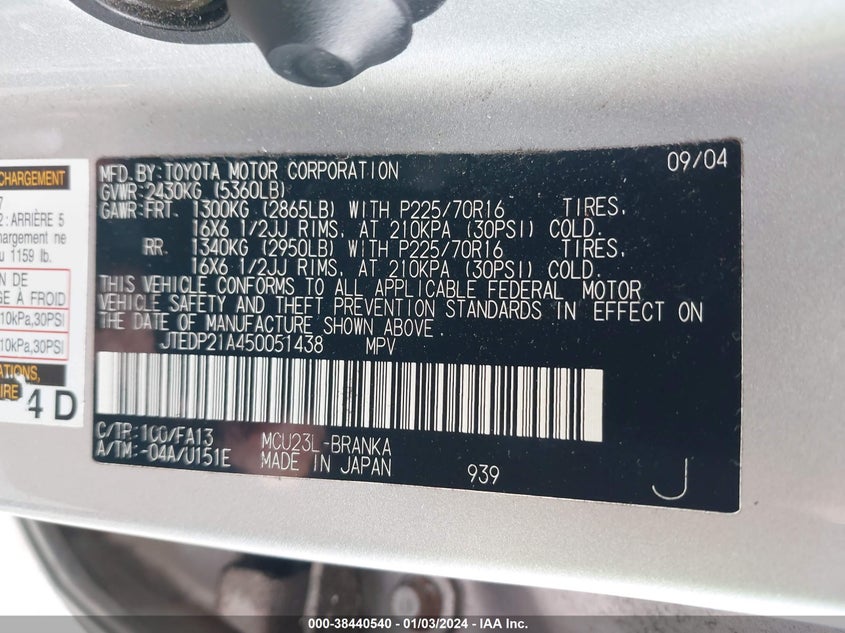 CHARGEMENT
7
2: ARRIÈRE 5
hargement ne
u 1159 lb.
N DE
E À FROID
10kPa,30PSI
10kPa,30PSI
ATIONS,
IRE
4 D
MFD. BY: TOYOTA MOTOR CORPORATION 09/04
GVWR: 2430KG (5360LB)
GAWR: FRT. 1300KG (2865LB) WITH P225/70R16 TIRES,
16X6 1/2JJ RIMS, AT 210KPA (30PSI) COLD.
RR. 1340KG (2950LB) WITH P225/70R16 TIRES,
16X6 1/2JJ RIMS, AT 210KPA (30PSI) COLD.
THIS VEHICLE CONFORMS TO ALL APPLICABLE FEDERAL MOTOR
VEHICLE SAFETY AND THEFT PREVENTION STANDARDS IN EFFECT ON
THE DATE OF MANUFACTURE SHOWN ABOVE.
JTEDP21A450051438 MPV
C/TR: 1C0/FA13 MCU23L-BRANKA
A/TM: -04A/U151E MADE IN JAPAN 939 J
000-38440540 - 01/03/2024 - IAA Inc.